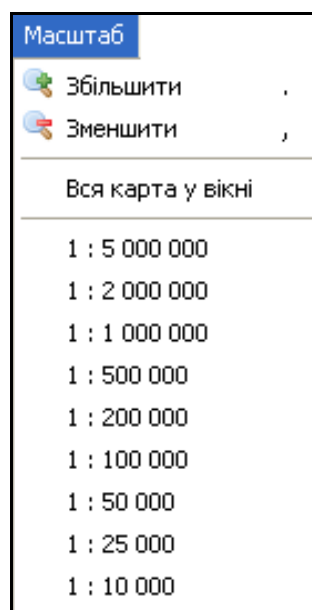 Масштаб
Збільшити .
Зменшити ,
Вся карта у вікні
1 : 5 000 000
1 : 2 000 000
1 : 1 000 000
1 : 500 000
1 : 200 000
1 : 100 000
1 : 50 000
1 : 25 000
1 : 10 000